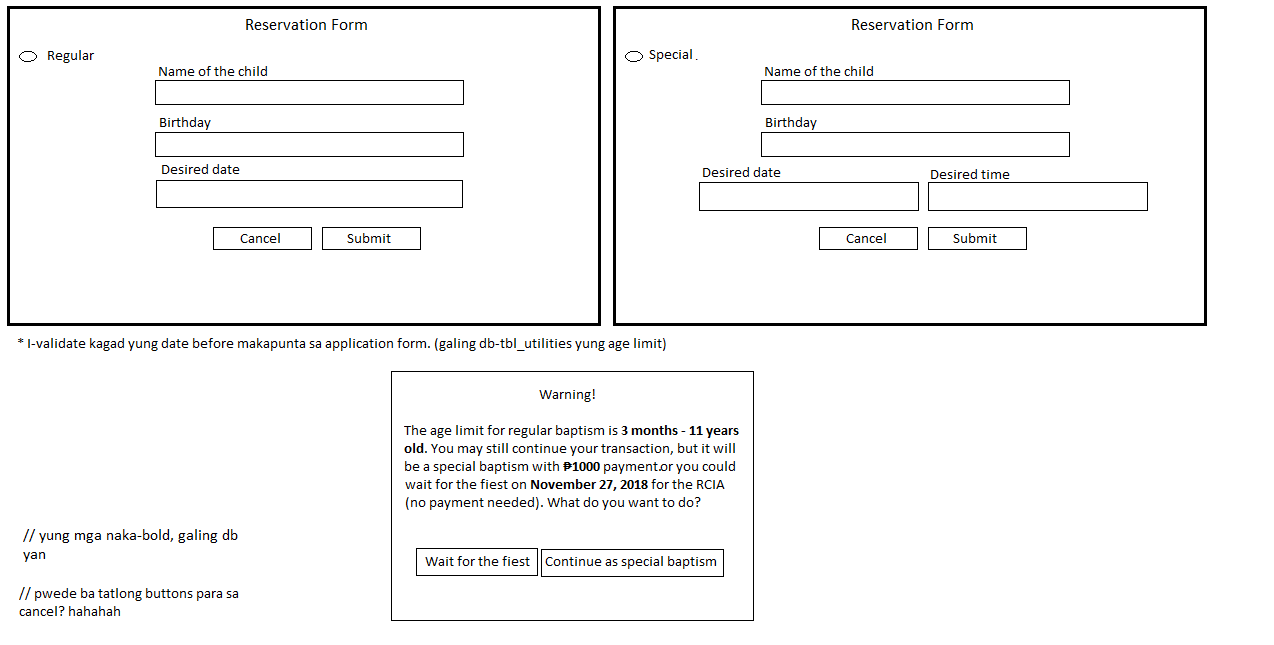 Reservation Form
Regular
Name of the child
Birthday
Desired date
Cancel
Submit
Reservation Form
Special .
Name of the child
Birthday
Desired date
Desired time
Cancel
Submit
* I-validate kagad yung date before makapunta sa application form. (galing db-tbl_utilities yung age limit)
Warning!
The age limit for regular baptism is 3 months - 11 years
old. You may still continue your transaction, but it will
be a special baptism with ₱1000 payment.or you could
wait for the fiest on November 27, 2018 for the RCIA
(no payment needed). What do you want to do?
Wait for the fiest
Continue as special baptism
// yung mga naka-bold, galing db
yan
// pwede ba tatlong buttons para sa
cancel? hahahah